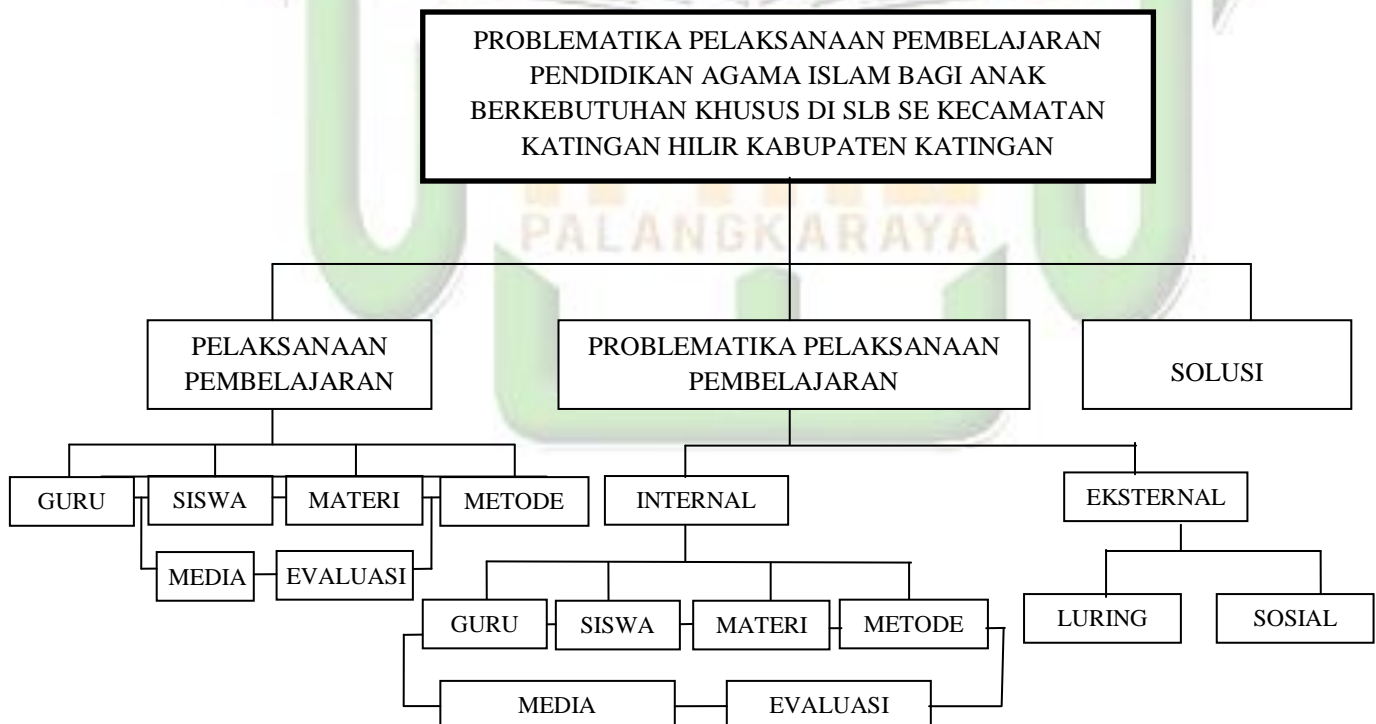 PROBLEMATIKA PELAKSANAAN PEMBELAJARAN
PENDIDIKAN AGAMA ISLAM BAGI ANAK
BERKEBUTUHAN KHUSUS DI SLB SE KECAMATAN
KATINGAN HILIR KABUPATEN KATINGAN
PALANGKARAYA
PELAKSANAAN
PEMBELAJARAN
PROBLEMATIKA PELAKSANAAN
PEMBELAJARAN
SOLUSI
GURU
SISWA
MATERI
METODE
MEDIA
EVALUASI
INTERNAL
EKSTERNAL
GURU
SISWA
MATERI
METODE
MEDIA
EVALUASI
LURING
SOSIAL